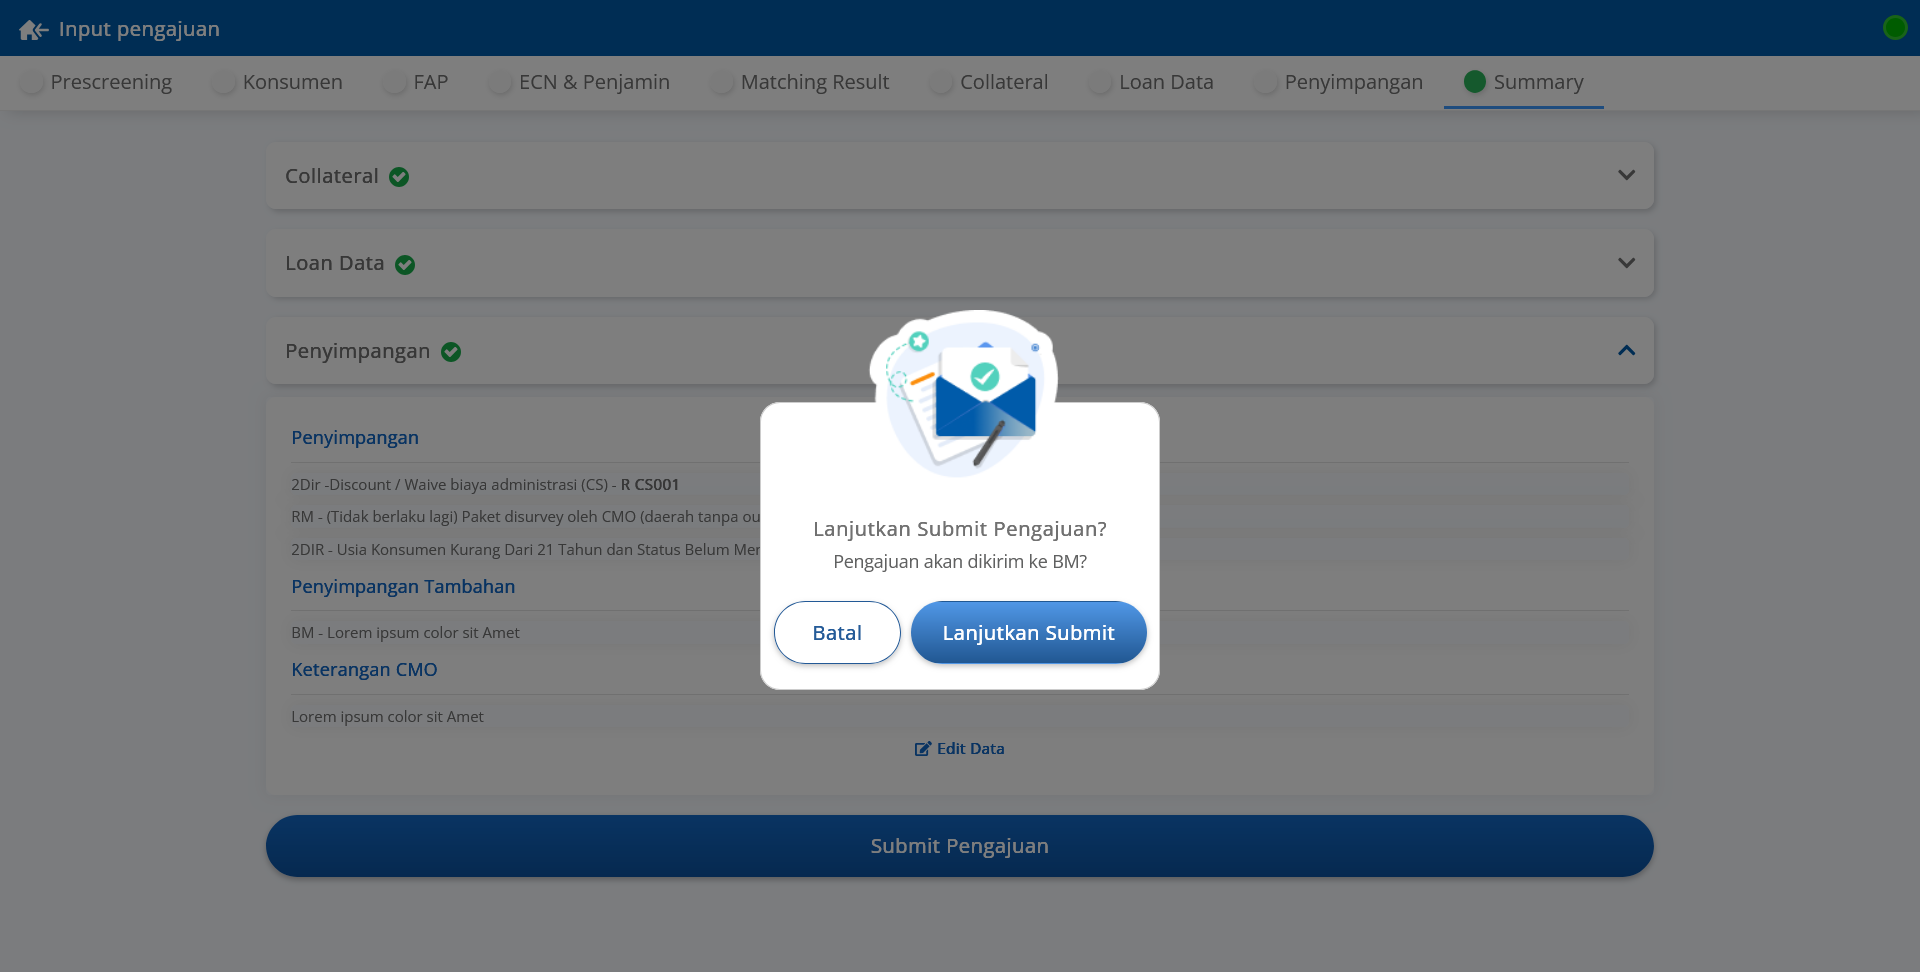 Input pengajuan
Prescreening Konsumen FAP ECN & Penjamin Matching Result Collateral Loan Data Penyimpangan Summary
Collateral
Loan Data
Penyimpangan
Penyimpangan
2Dir -Discount / Waive biaya administrasi (CS) - R CS001
RM - (Tidak berlaku lagi) Paket disurvey oleh CMO (daerah tanpa
2DIR - Usia Konsumen Kurang Dari 21 Tahun dan Status Belum
Penyimpangan Tambahan
BM - Lorem ipsum color sit Amet
Keterangan CMO
Lorem ipsum color sit Amet
Edit Data
Submit Pengajuan
Lanjutkan Submit Pengajuan?
Pengajuan akan dikirim ke BM?
Batal
Lanjutkan Submit